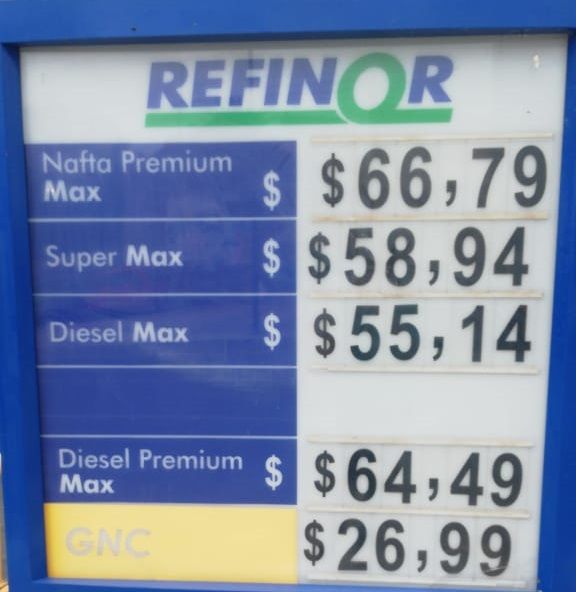 REFINOR
Nafta Premium
Max $ $66,79
Super Max $ $58,94
Diesel Max $ $55,14
Diesel Premium
Max $ $64,49
GNC $26,99